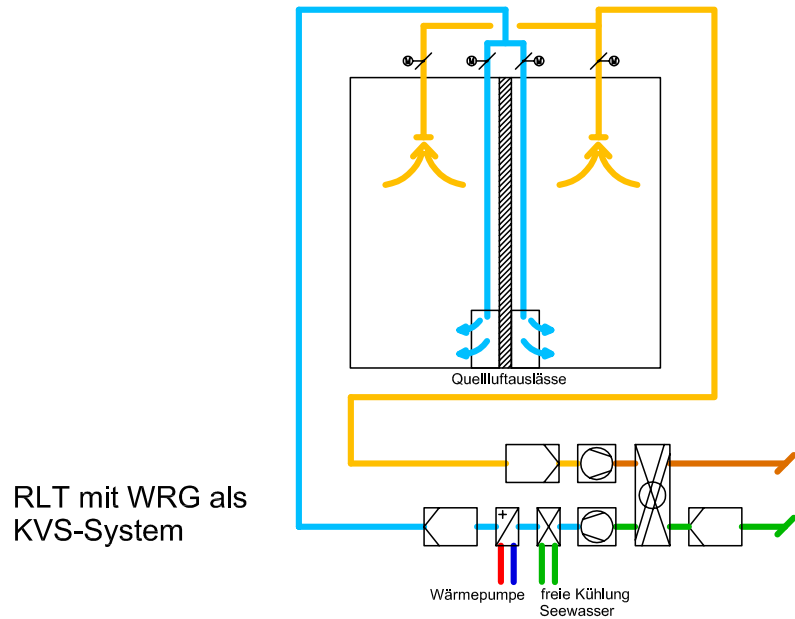 M M M M
Quellluftauslässe
RLT mit WRG als
KVS-System
+
Wärmepumpe freie Kühlung
Seewasser